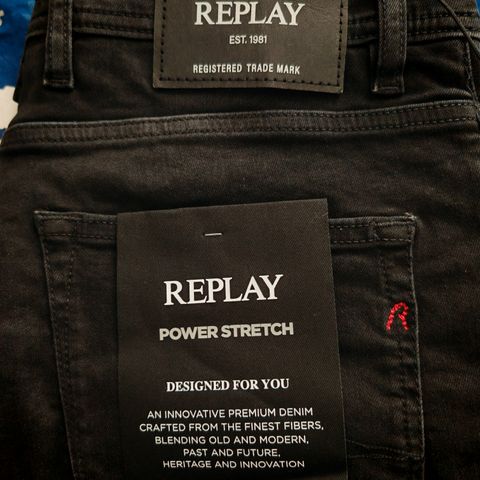 REPLAY
EST. 1981
REGISTERED TRADE MARK
REPLAY
POWER STRETCH
DESIGNED FOR YOU
AN INNOVATIVE PREMIUM DENIM
CRAFTED FROM THE FINEST FIBERS,
BLENDING OLD AND MODERN,
PAST AND FUTURE,
HERITAGE AND INNOVATION